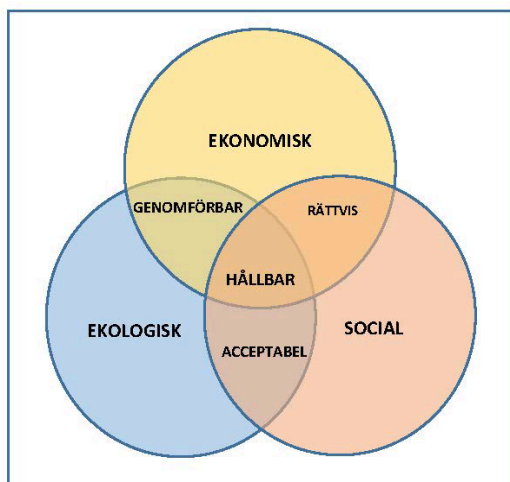 EKONOMISK
GENOMFÖRBAR
RÄTTVIS
HÅLLBAR
EKOLOGISK
SOCIAL
ACCEPTABEL